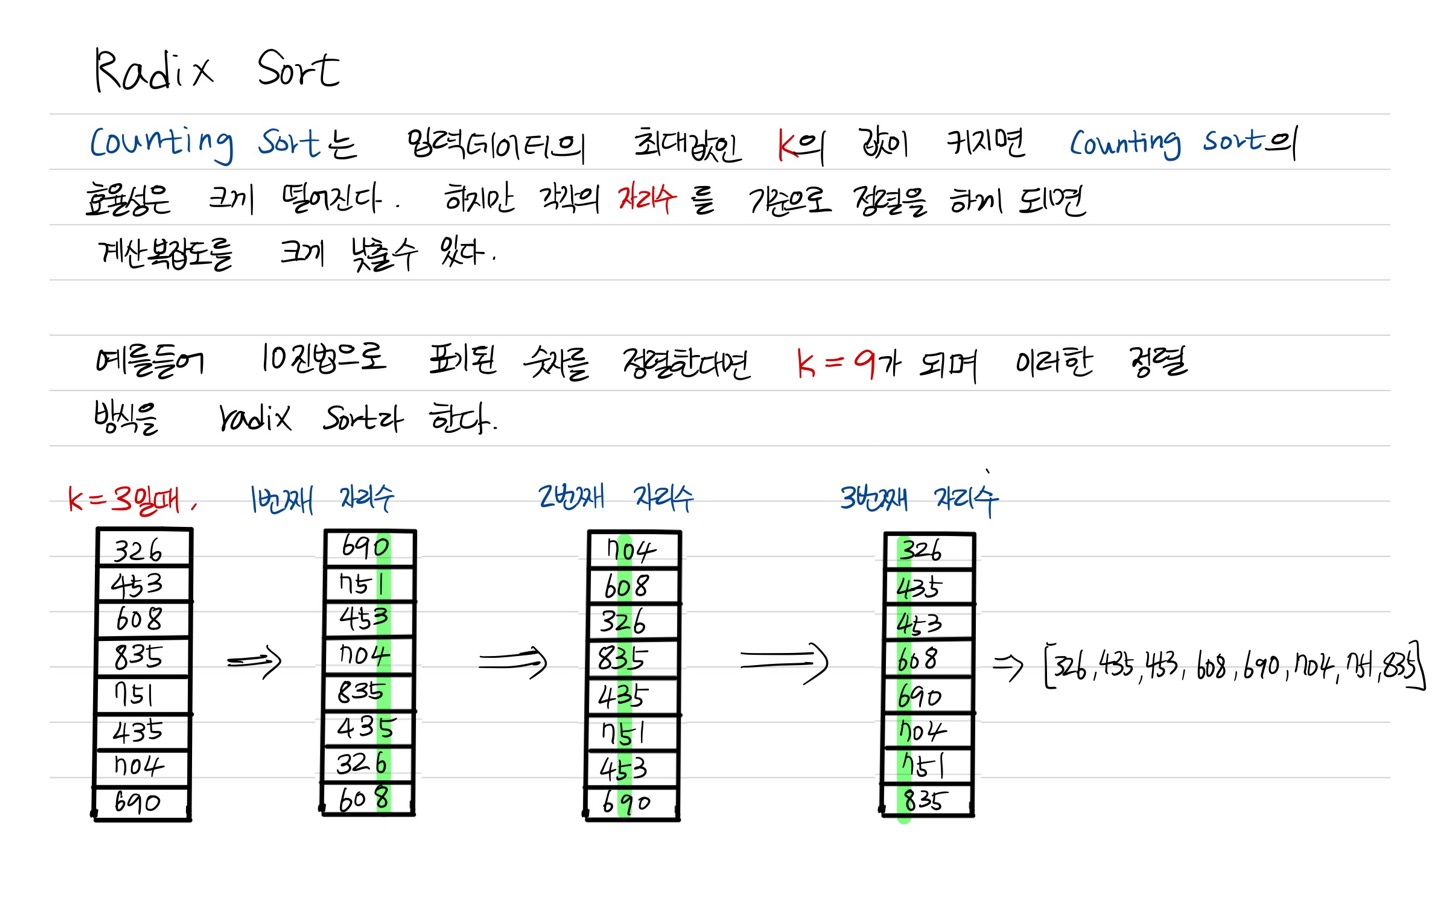 Radix Sort
Counting Sort는 입력데이터의 최대값인 K의 값이 커지면 Counting sort의
효율성은 크게 떨어진다. 하지만 각각의 자리수를 기준으로 정렬을 하게 되면
계산복잡도를 크게 낮출수 있다.
예를들어 10진법으로 표기된 숫자를 정렬한다면 k = 9가 되며 이러한 정렬
방식을 radix Sort라 한다.
k = 3일때, 1번째 자리수 2번째 자리수 3번째 자리수
326 690 704 326
453 751 608 435
608 453 326 453
835 704 835 608
751 835 435 690
435 435 751 704
704 326 453 751
690 608 690 835
⇒ [326, 435, 453, 608, 690, 704, 751, 835]